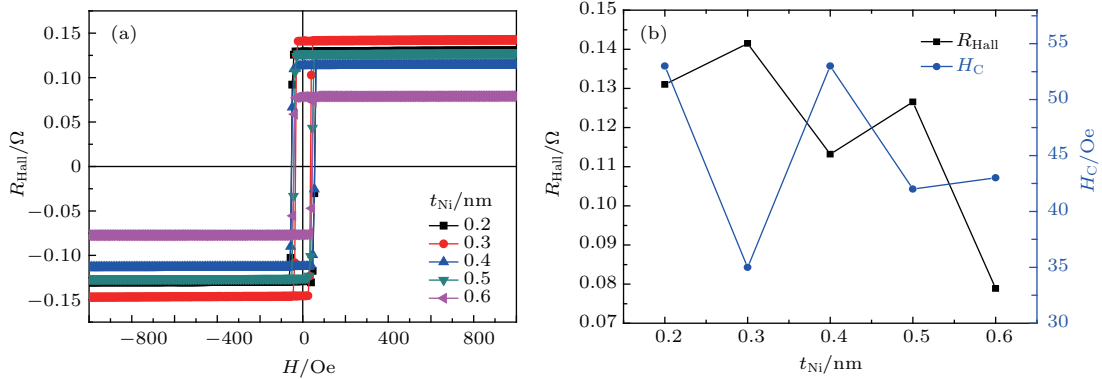 (a)
0.15
0.10
0.05
0
−0.05
−0.10
−0.15
R_Hall/Ω
t_Ni/nm
0.2
0.3
0.4
0.5
0.6
−800 −400 0 400 800
H/Oe
(b)
0.15
0.14
0.13
0.12
0.11
0.10
0.09
0.08
0.07
R_Hall/Ω
R_Hall
H_C
55
50
45
40
35
30
H_C/Oe
0.2 0.3 0.4 0.5 0.6
t_Ni/nm